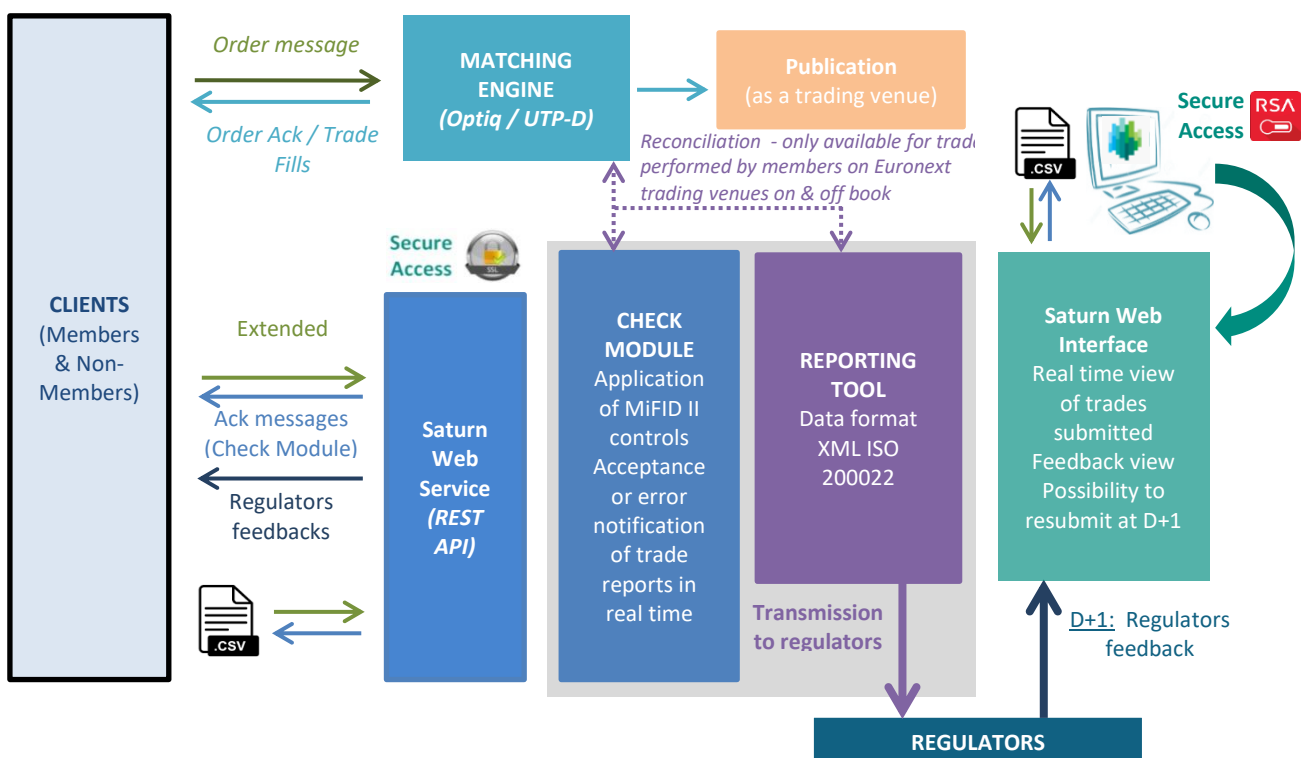 Order message
Order Ack / Trade
Fills
MATCHING
ENGINE
(Optiq / UTP-D)
Publication
(as a trading venue)
Reconciliation - only available for trade
performed by members on Euronext
trading venues on & off book
.CSV
Secure
Access
RSA
CLIENTS
(Members
& Non-
Members)
Secure
Access
SSL
Extended
Ack messages
(Check Module)
Regulators
feedbacks
.CSV
Saturn
Web
Service
(REST
API)
CHECK
MODULE
Application
of MiFID II
controls
Acceptance
or error
notification
of trade
reports in
real time
REPORTING
TOOL
Data format
XML ISO
200022
Transmission
to regulators
Saturn Web
Interface
Real time view
of trades
submitted
Feedback view
Possibility to
resubmit at D+1
D+1: Regulators
feedback
REGULATORS